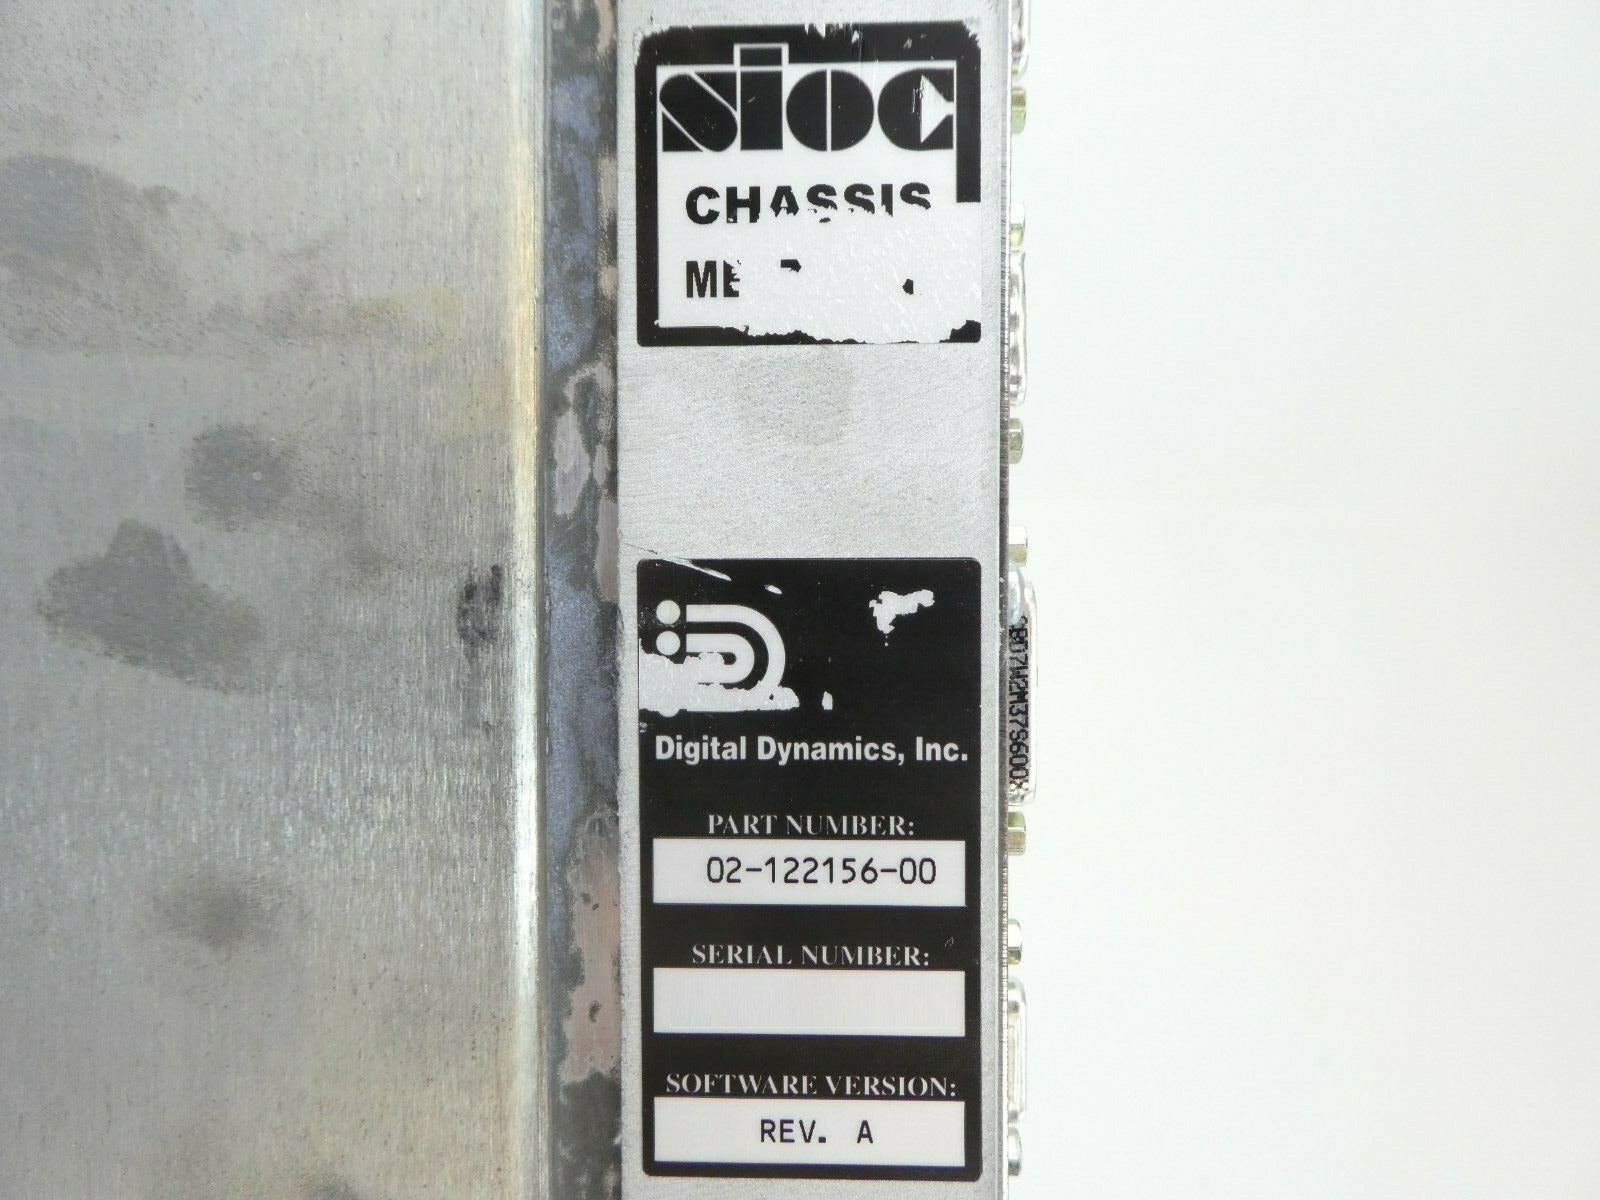 sioc
CHASSIS
Digital Dynamics, Inc.
PART NUMBER:
02-122156-00
SERIAL NUMBER:
SOFTWARE VERSION:
REV. A